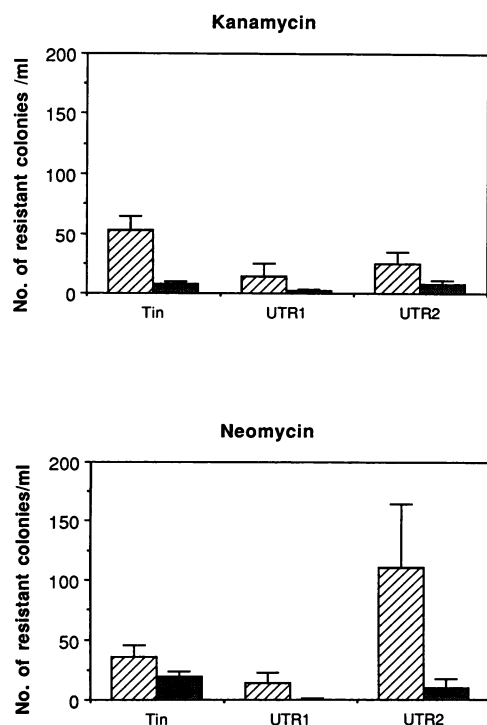 Kanamycin
No. of resistant colonies /ml
200
150
100
50
0
Tin UTR1 UTR2
Neomycin
No. of resistant colonies/ml
200
150
100
50
0
Tin UTR1 UTR2